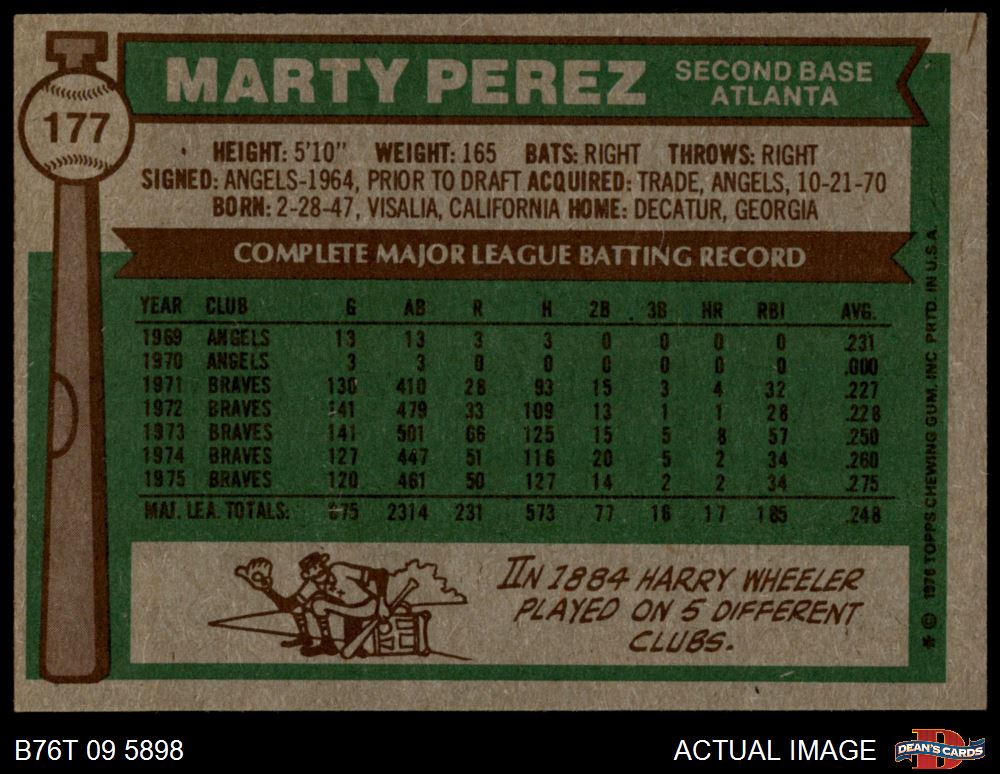 177
MARTY PEREZ
SECOND BASE
ATLANTA
HEIGHT: 5'10" WEIGHT: 165 BATS: RIGHT THROWS: RIGHT
SIGNED: ANGELS-1964, PRIOR TO DRAFT ACQUIRED: TRADE, ANGELS, 10-21-70
BORN: 2-28-47, VISALIA, CALIFORNIA HOME: DECATUR, GEORGIA
COMPLETE MAJOR LEAGUE BATTING RECORD
YEAR CLUB G AB R H 2B 3B HR RBI AVG.
1969 ANGELS 13 13 3 3 0 0 0 0 .231
1970 ANGELS 3 3 0 0 0 0 0 0 .000
1971 BRAVES 130 410 28 93 15 3 4 32 .227
1972 BRAVES 141 479 33 109 13 1 1 28 .228
1973 BRAVES 141 501 66 125 15 5 8 57 .250
1974 BRAVES 127 447 51 116 20 5 2 34 .260
1975 BRAVES 120 461 50 127 14 2 2 34 .275
MAJ. LEA. TOTALS: 675 2314 231 573 77 16 17 185 .248
IN 1884 HARRY WHEELER
PLAYED ON 5 DIFFERENT
CLUBS.
✱ © 1976 TOPPS CHEWING GUM, INC PRTD. IN U.S.A.
B76T 09 5898
ACTUAL IMAGE
D
DEAN'S CARDS